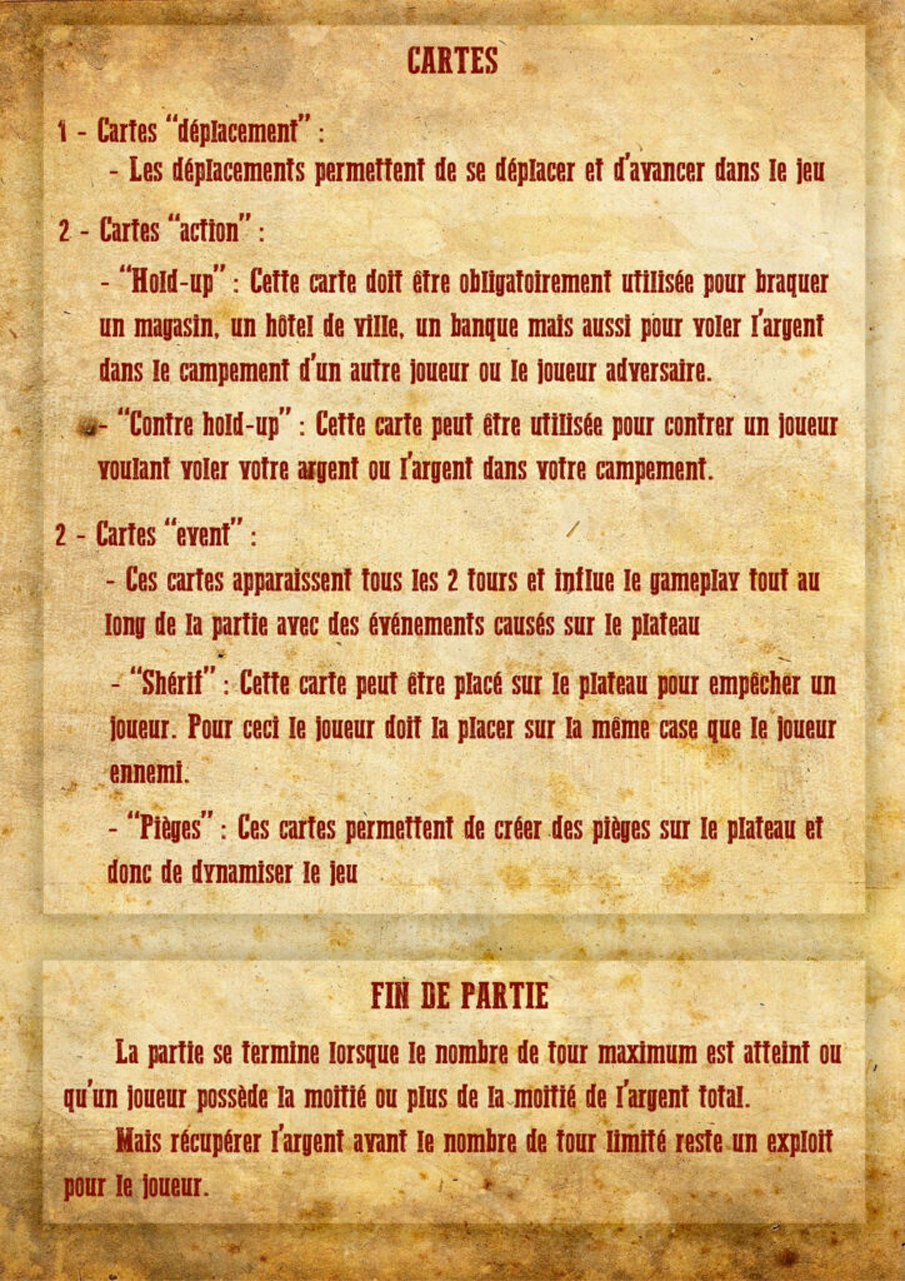 CARTES
1 - Cartes “déplacement” :
- Les déplacements permettent de se déplacer et d'avancer dans le jeu
2 - Cartes “action” :
- “Hold-up” : Cette carte doit être obligatoirement utilisée pour braquer
un magasin, un hôtel de ville, un banque mais aussi pour voler l'argent
dans le campement d'un autre joueur ou le joueur adversaire.
- “Contre hold-up” : Cette carte peut être utilisée pour contrer un joueur
voulant voler votre argent ou l'argent dans votre campement.
2 - Cartes “event” :
- Ces cartes apparaissent tous les 2 tours et influe le gameplay tout au
long de la partie avec des événements causés sur le plateau
- “Shérif” : Cette carte peut être placé sur le plateau pour empêcher un
joueur. Pour ceci le joueur doit la placer sur la même case que le joueur
ennemi.
- “Pièges” : Ces cartes permettent de créer des pièges sur le plateau et
donc de dynamiser le jeu
FIN DE PARTIE
La partie se termine lorsque le nombre de tour maximum est atteint ou
qu'un joueur possède la moitié ou plus de la moitié de l'argent total.
Mais récupérer l'argent avant le nombre de tour limité reste un exploit
pour le joueur.